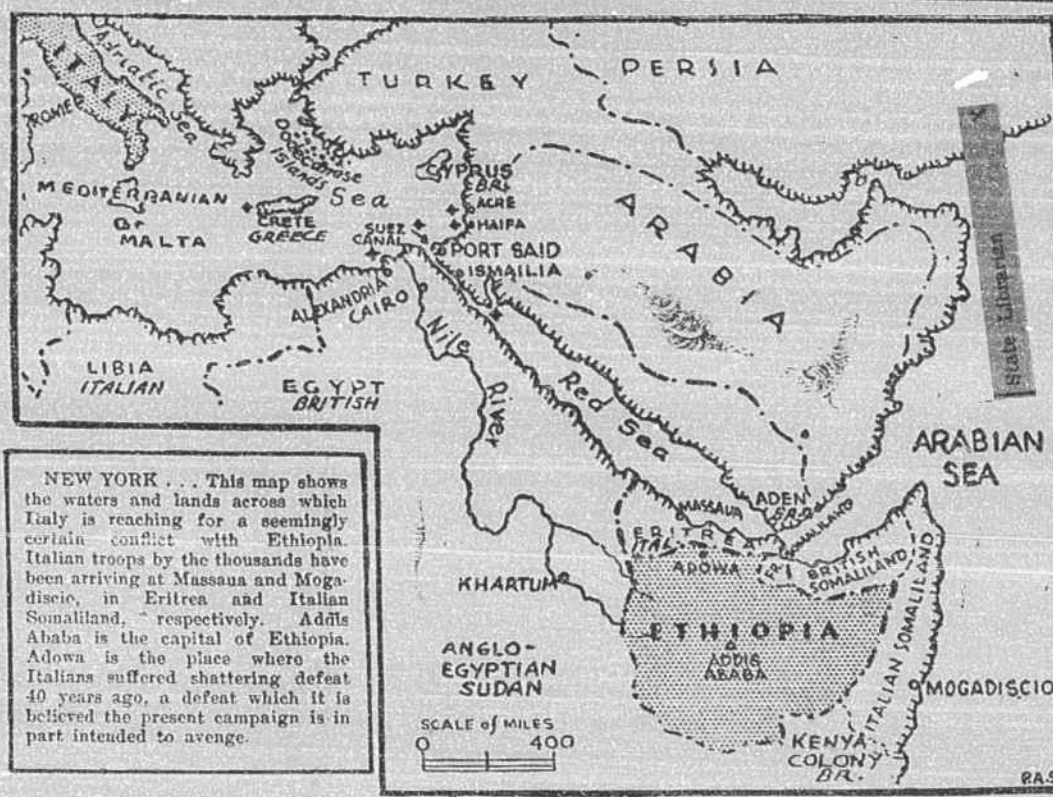 ITALY
Adriatic Sea
ROME
TURKEY
PERSIA
Dodecanese
Islands
Sea
MEDITERRANEAN
CYPRUS
BR.
ACRE
HAIFA
CRETE
GREECE
Br
MALTA
SUEZ
CANAL
PORT SAID
ISMAILIA
ALEXANDRIA
CAIRO
ARABIA
LIBIA
ITALIAN
EGYPT
BRITISH
Nile River
Red Sea
State Librarian
ARABIAN
SEA
NEW YORK . . . This map shows
the waters and lands across which
Italy is reaching for a seemingly
certain conflict with Ethiopia.
Italian troops by the thousands have
been arriving at Massaua and Moga-
discio, in Eritrea and Italian
Somaliland, respectively. Addis
Ababa is the capital of Ethiopia.
Adowa is the place where the
Italians suffered shattering defeat
40 years ago, a defeat which it is
believed the present campaign is in
part intended to avenge.
MASSAVA
ADEN
ERITREA
ITAL.
ADOWA
FR. SOMALILAND
BRITISH
SOMALILAND
ITALIAN SOMALILAND
KHARTUM
ETHIOPIA
ADDIS
ABABA
ANGLO-
EGYPTIAN
SUDAN
MOGADISCIO
SCALE of MILES
0 400
KENYA
COLONY
BR.
P.A.S